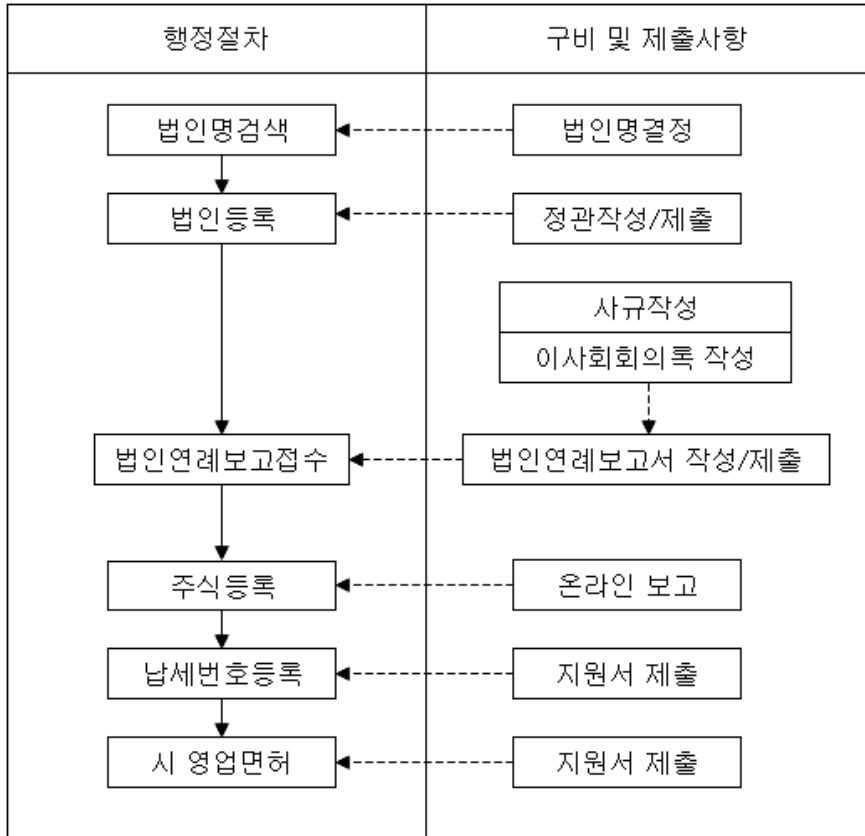 행정절차
구비 및 제출사항
법인명검색
법인명결정
법인등록
정관작성/제출
사규작성
이사회회의록 작성
법인연례보고접수
법인연례보고서 작성/제출
주식등록
온라인 보고
납세번호등록
지원서 제출
시 영업면허
지원서 제출